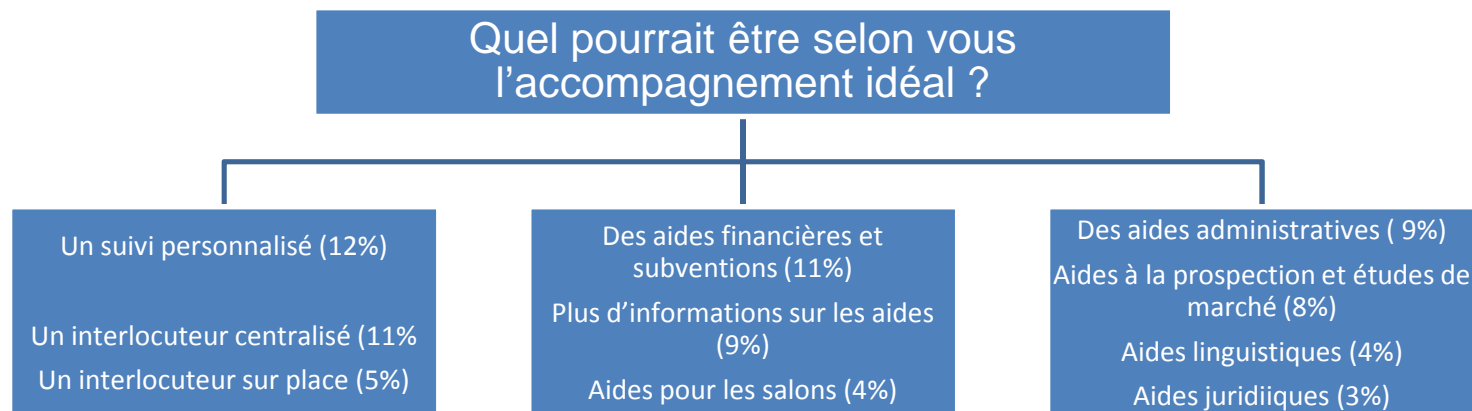 Quel pourrait être selon vous
l’accompagnement idéal ?
Un suivi personnalisé (12%)
Un interlocuteur centralisé (11%
Un interlocuteur sur place (5%)
Des aides financières et
subventions (11%)
Plus d’informations sur les aides
(9%)
Aides pour les salons (4%)
Des aides administratives ( 9%)
Aides à la prospection et études de
marché (8%)
Aides linguistiques (4%)
Aides juridiiques (3%)